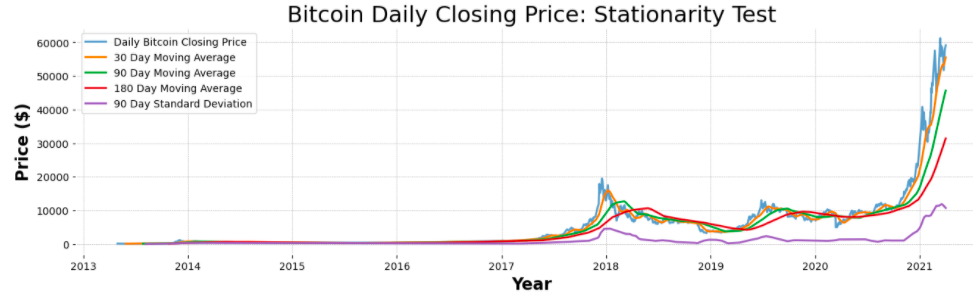 Bitcoin Daily Closing Price: Stationarity Test
Daily Bitcoin Closing Price
30 Day Moving Average
90 Day Moving Average
180 Day Moving Average
90 Day Standard Deviation
Price ($)
60000
50000
40000
30000
20000
10000
0
2013 2014 2015 2016 2017 2018 2019 2020 2021
Year